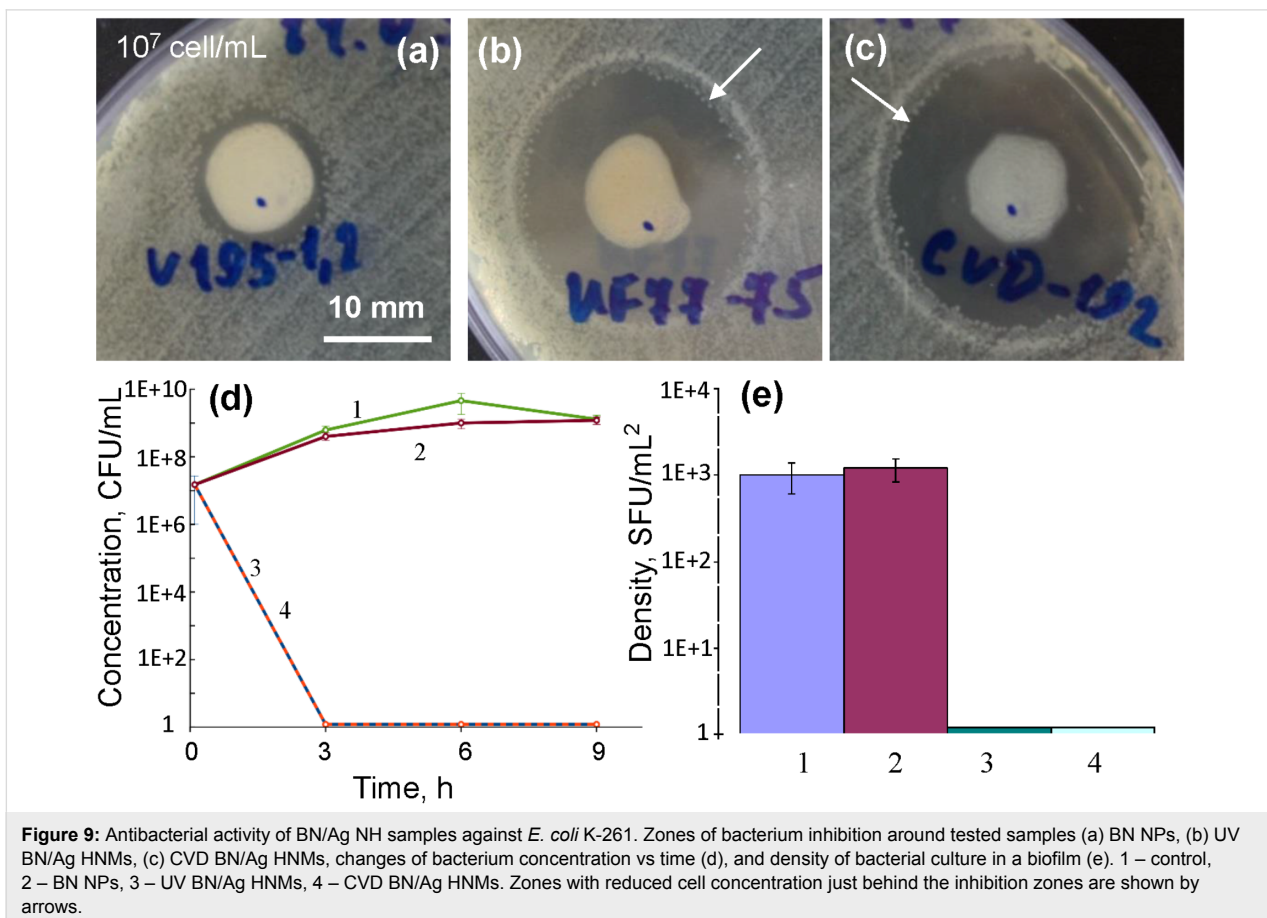 10⁷ cell/mL
(a)
(b)
(c)
V195-1,2
UF77-75
CVD-192
10 mm
(d)
Concentration, CFU/mL
1E+10
1E+8
1E+6
1E+4
1E+2
1
1
2
3
4
0
3
6
9
Time, h
(e)
Density, SFU/mL²
1E+4
1E+3
1E+2
1E+1
1
1
2
3
4
Figure 9: Antibacterial activity of BN/Ag NH samples against E. coli K-261. Zones of bacterium inhibition around tested samples (a) BN NPs, (b) UV
BN/Ag HNMs, (c) CVD BN/Ag HNMs, changes of bacterium concentration vs time (d), and density of bacterial culture in a biofilm (e). 1 – control,
2 – BN NPs, 3 – UV BN/Ag HNMs, 4 – CVD BN/Ag HNMs. Zones with reduced cell concentration just behind the inhibition zones are shown by
arrows.